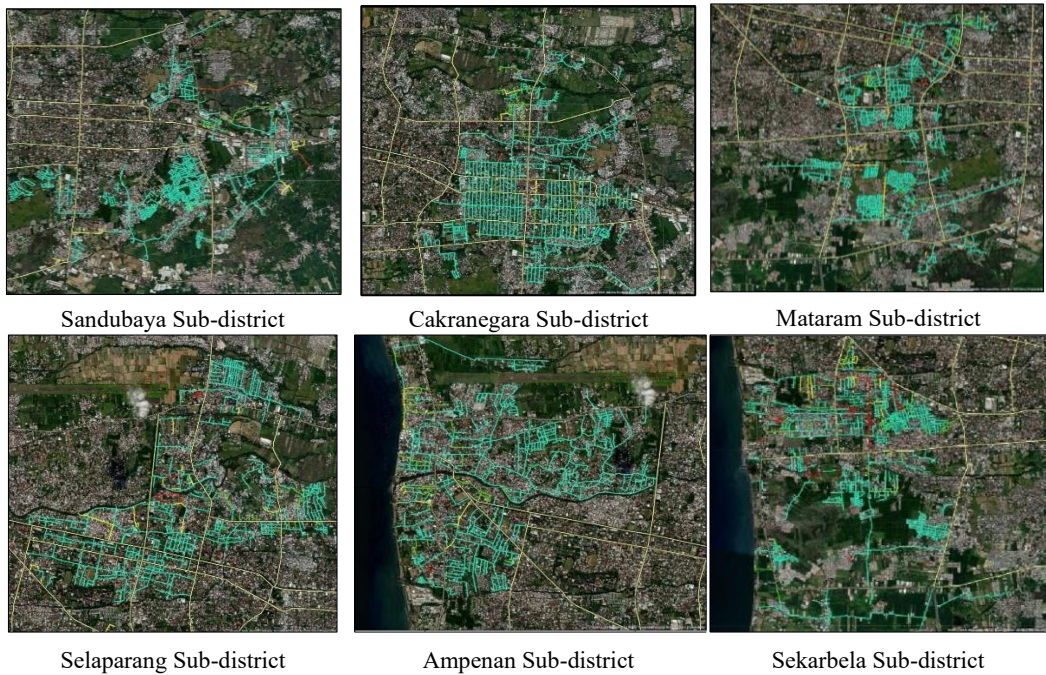 Sandubaya Sub-district
Cakranegara Sub-district
Mataram Sub-district
Selaparang Sub-district
Ampenan Sub-district
Sekarbela Sub-district